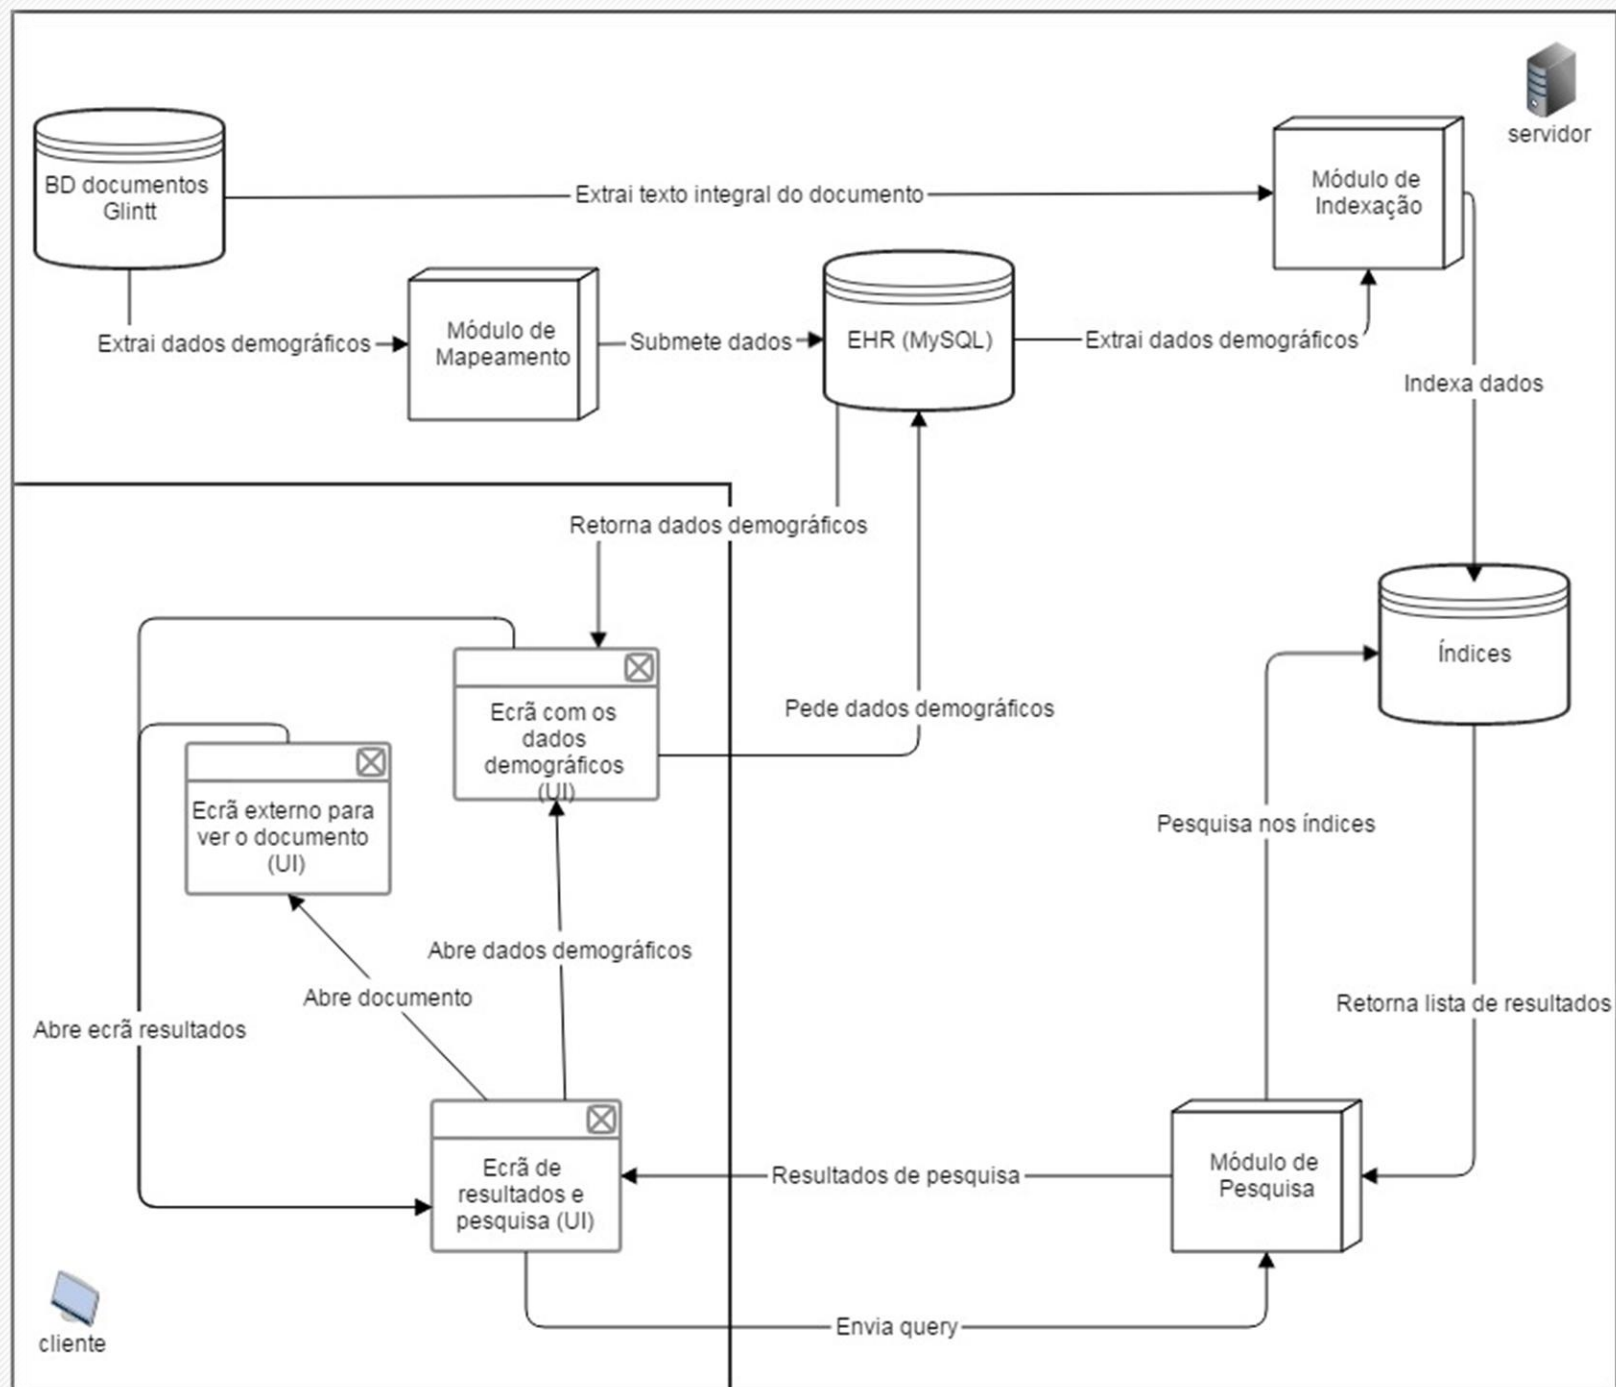 servidor
BD documentos
Glintt
Extrai texto integral do documento
Módulo de
Indexação
Extrai dados demográficos
Módulo de
Mapeamento
Submete dados
EHR (MySQL)
Extrai dados demográficos
Indexa dados
Retorna dados demográficos
Índices
Ecrã com os
dados
demográficos
(UI)
Pede dados demográficos
Ecrã externo para
ver o documento
(UI)
Pesquisa nos índices
Abre dados demográficos
Abre documento
Retorna lista de resultados
Abre ecrã resultados
Ecrã de
resultados e
pesquisa (UI)
Resultados de pesquisa
Módulo de
Pesquisa
Envia query
cliente